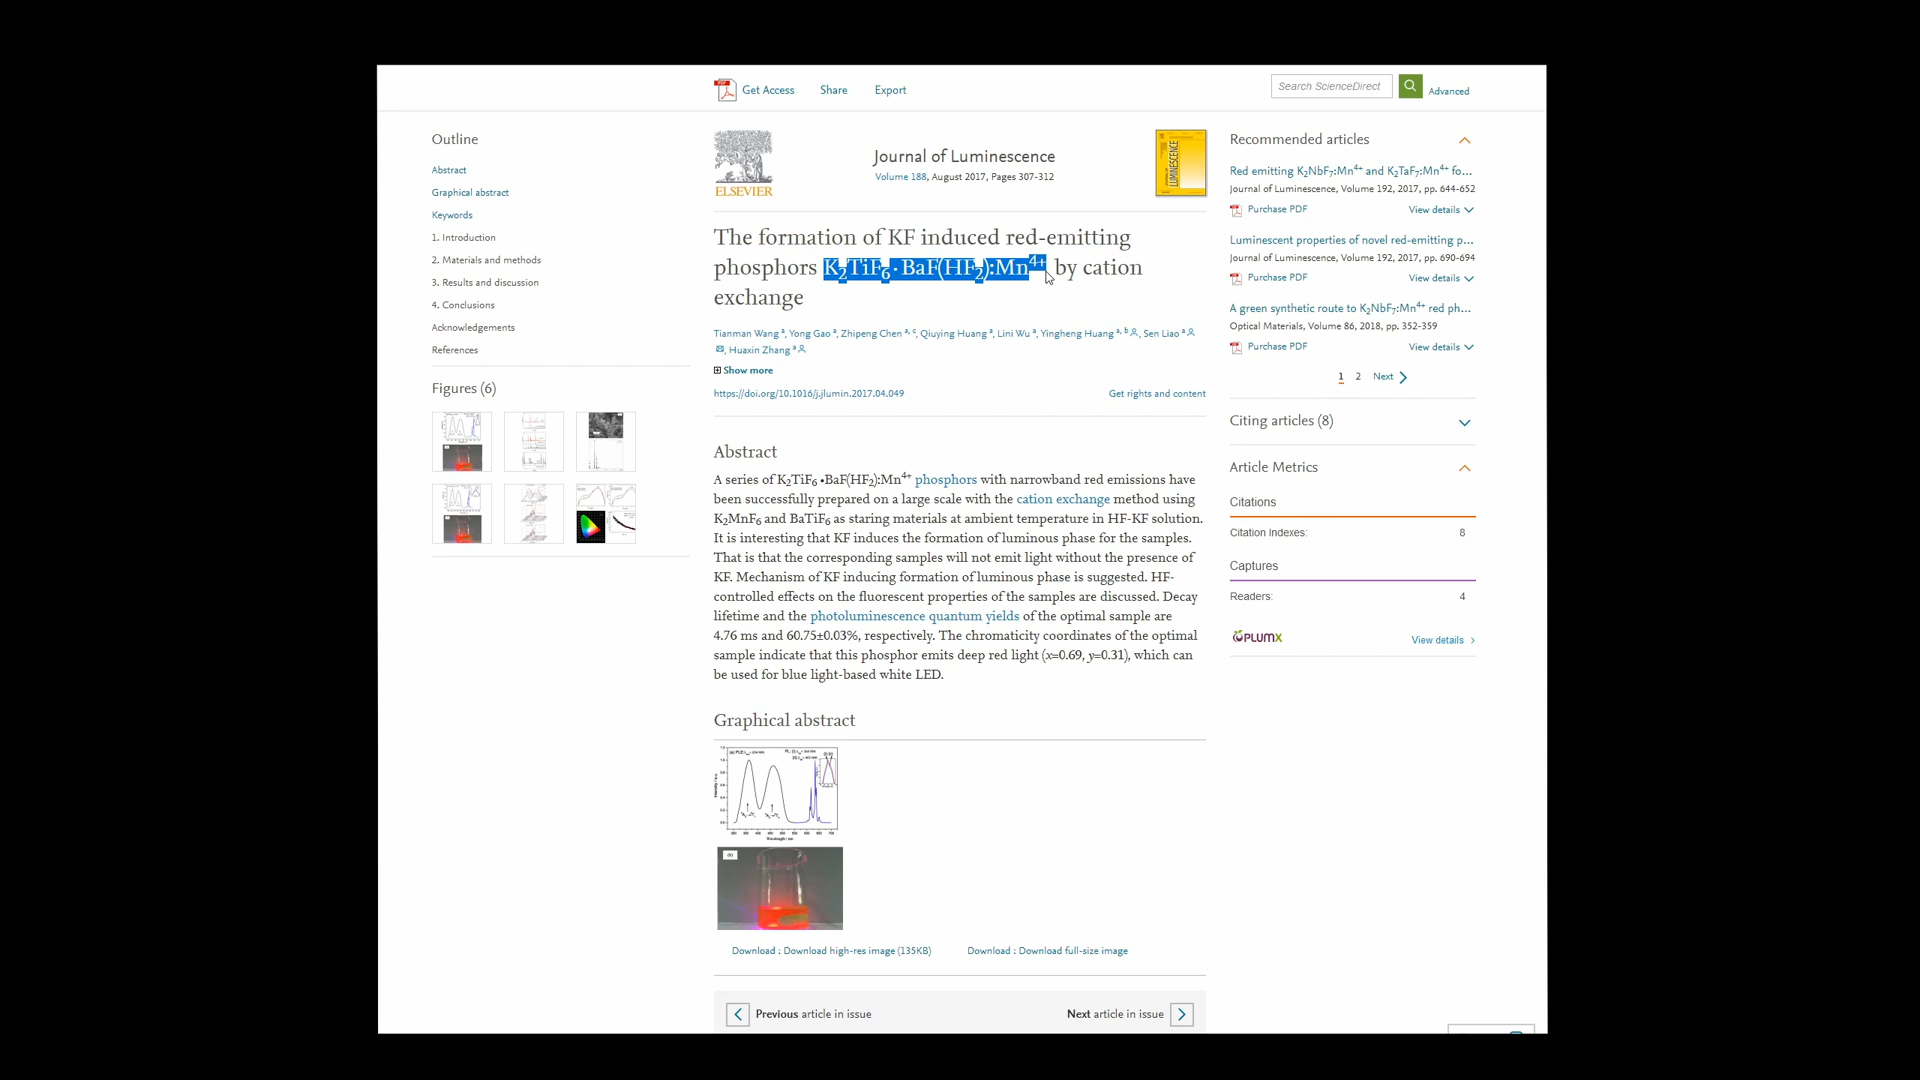 Get Access Share Export
Search ScienceDirect Advanced
Outline
Abstract
Graphical abstract
Keywords
1. Introduction
2. Materials and methods
3. Results and discussion
4. Conclusions
Acknowledgements
References
Figures (6)
ELSEVIER
Journal of Luminescence
Volume 188, August 2017, Pages 307-312
LUMINESCENCE
The formation of KF induced red-emitting
phosphors K₂TiF₆·BaF(HF₂):Mn⁴⁺ by cation
exchange
Tianman Wang ᵃ, Yong Gao ᵃ, Zhipeng Chen ᵃ, ᶜ, Qiuying Huang ᵃ, Lini Wu ᵃ, Yingheng Huang ᵃ, ᵇ, Sen Liao ᵃ
, Huaxin Zhang ᵃ
Show more
https://doi.org/10.1016/j.jlumin.2017.04.049 Get rights and content
Abstract
A series of K₂TiF₆ •BaF(HF₂):Mn⁴⁺ phosphors with narrowband red emissions have
been successfully prepared on a large scale with the cation exchange method using
K₂MnF₆ and BaTiF₆ as staring materials at ambient temperature in HF-KF solution.
It is interesting that KF induces the formation of luminous phase for the samples.
That is that the corresponding samples will not emit light without the presence of
KF. Mechanism of KF inducing formation of luminous phase is suggested. HF-
controlled effects on the fluorescent properties of the samples are discussed. Decay
lifetime and the photoluminescence quantum yields of the optimal sample are
4.76 ms and 60.75±0.03%, respectively. The chromaticity coordinates of the optimal
sample indicate that this phosphor emits deep red light (x=0.69, y=0.31), which can
be used for blue light-based white LED.
Graphical abstract
(b)
Download : Download high-res image (135KB) Download : Download full-size image
Previous article in issue Next article in issue
Recommended articles
Red emitting K₂NbF₇:Mn⁴⁺ and K₂TaF₇:Mn⁴⁺ fo...
Journal of Luminescence, Volume 192, 2017, pp. 644-652
Purchase PDF View details
Luminescent properties of novel red-emitting p...
Journal of Luminescence, Volume 192, 2017, pp. 690-694
Purchase PDF View details
A green synthetic route to K₂NbF₇:Mn⁴⁺ red ph...
Optical Materials, Volume 86, 2018, pp. 352-359
Purchase PDF View details
1 2 Next
Citing articles (8)
Article Metrics
Citations
Citation Indexes: 8
Captures
Readers: 4
PLUMX View details